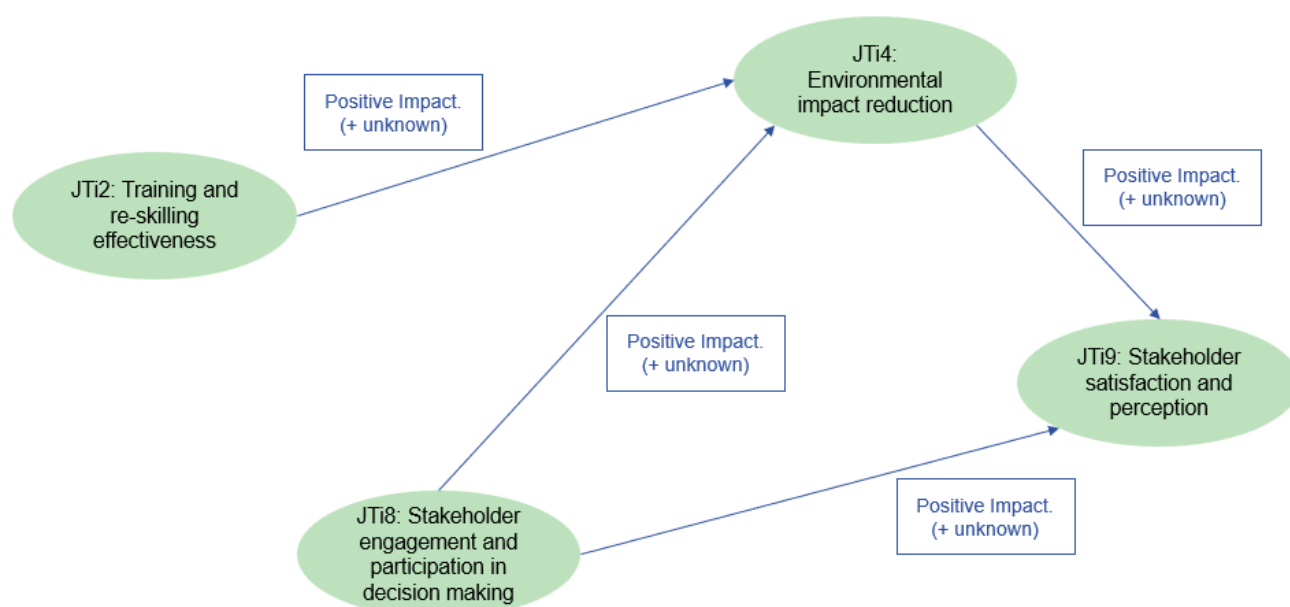 JTi4:
Environmental
impact reduction
Positive Impact.
(+ unknown)
JTi2: Training and
re-skilling
effectiveness
Positive Impact.
(+ unknown)
Positive Impact.
(+ unknown)
JTi9: Stakeholder
satisfaction and
perception
Positive Impact.
(+ unknown)
JTi8: Stakeholder
engagement and
participation in
decision making